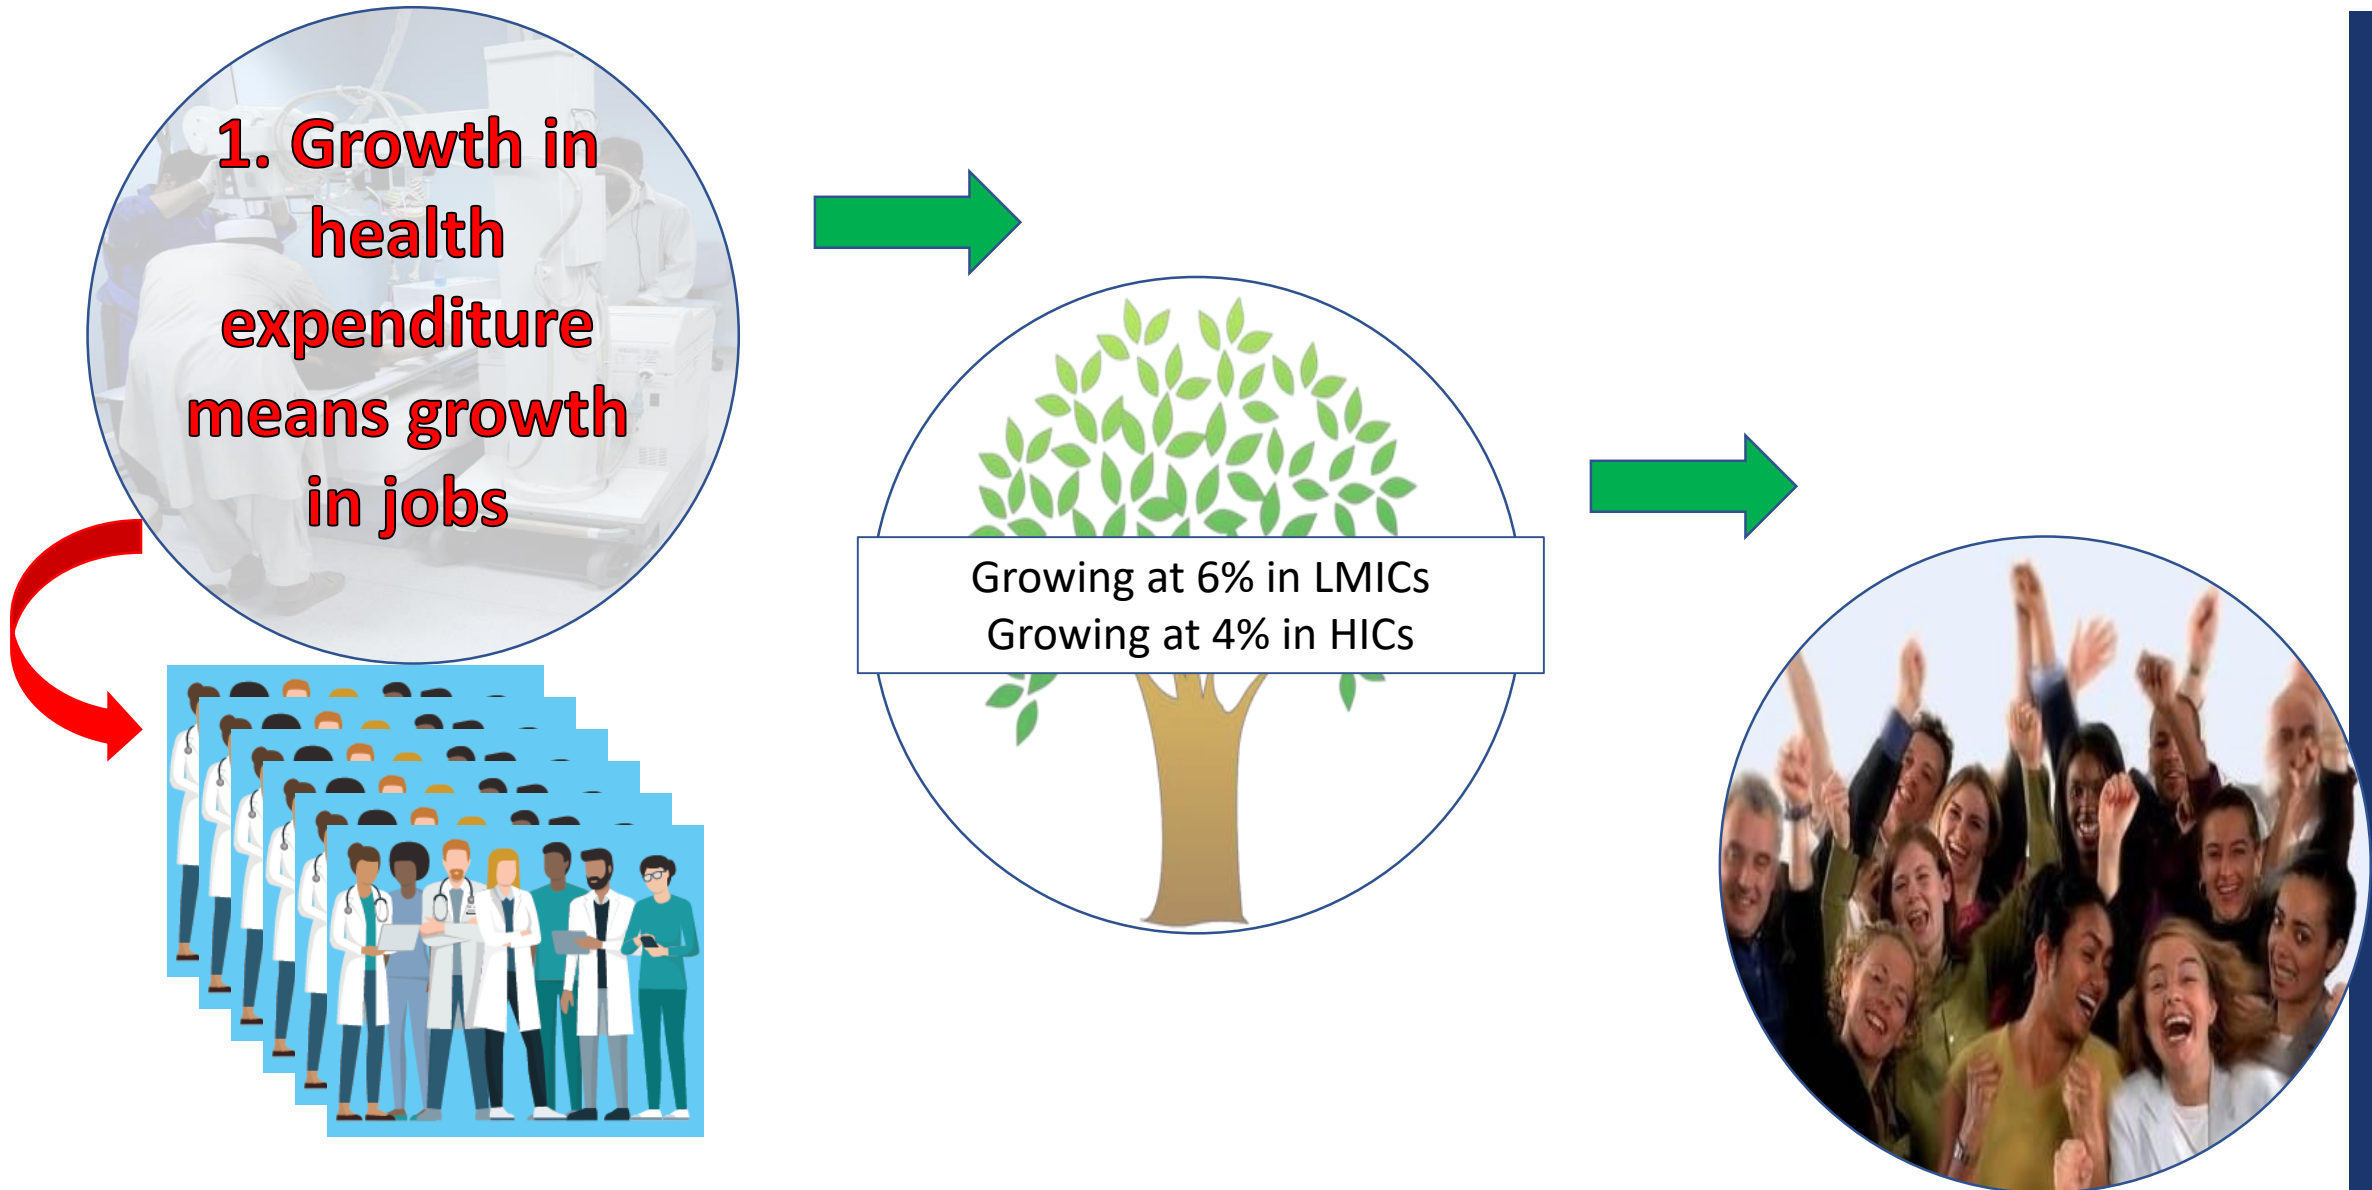 1. Growth in
health
expenditure
means growth
in jobs
Growing at 6% in LMICs
Growing at 4% in HICs